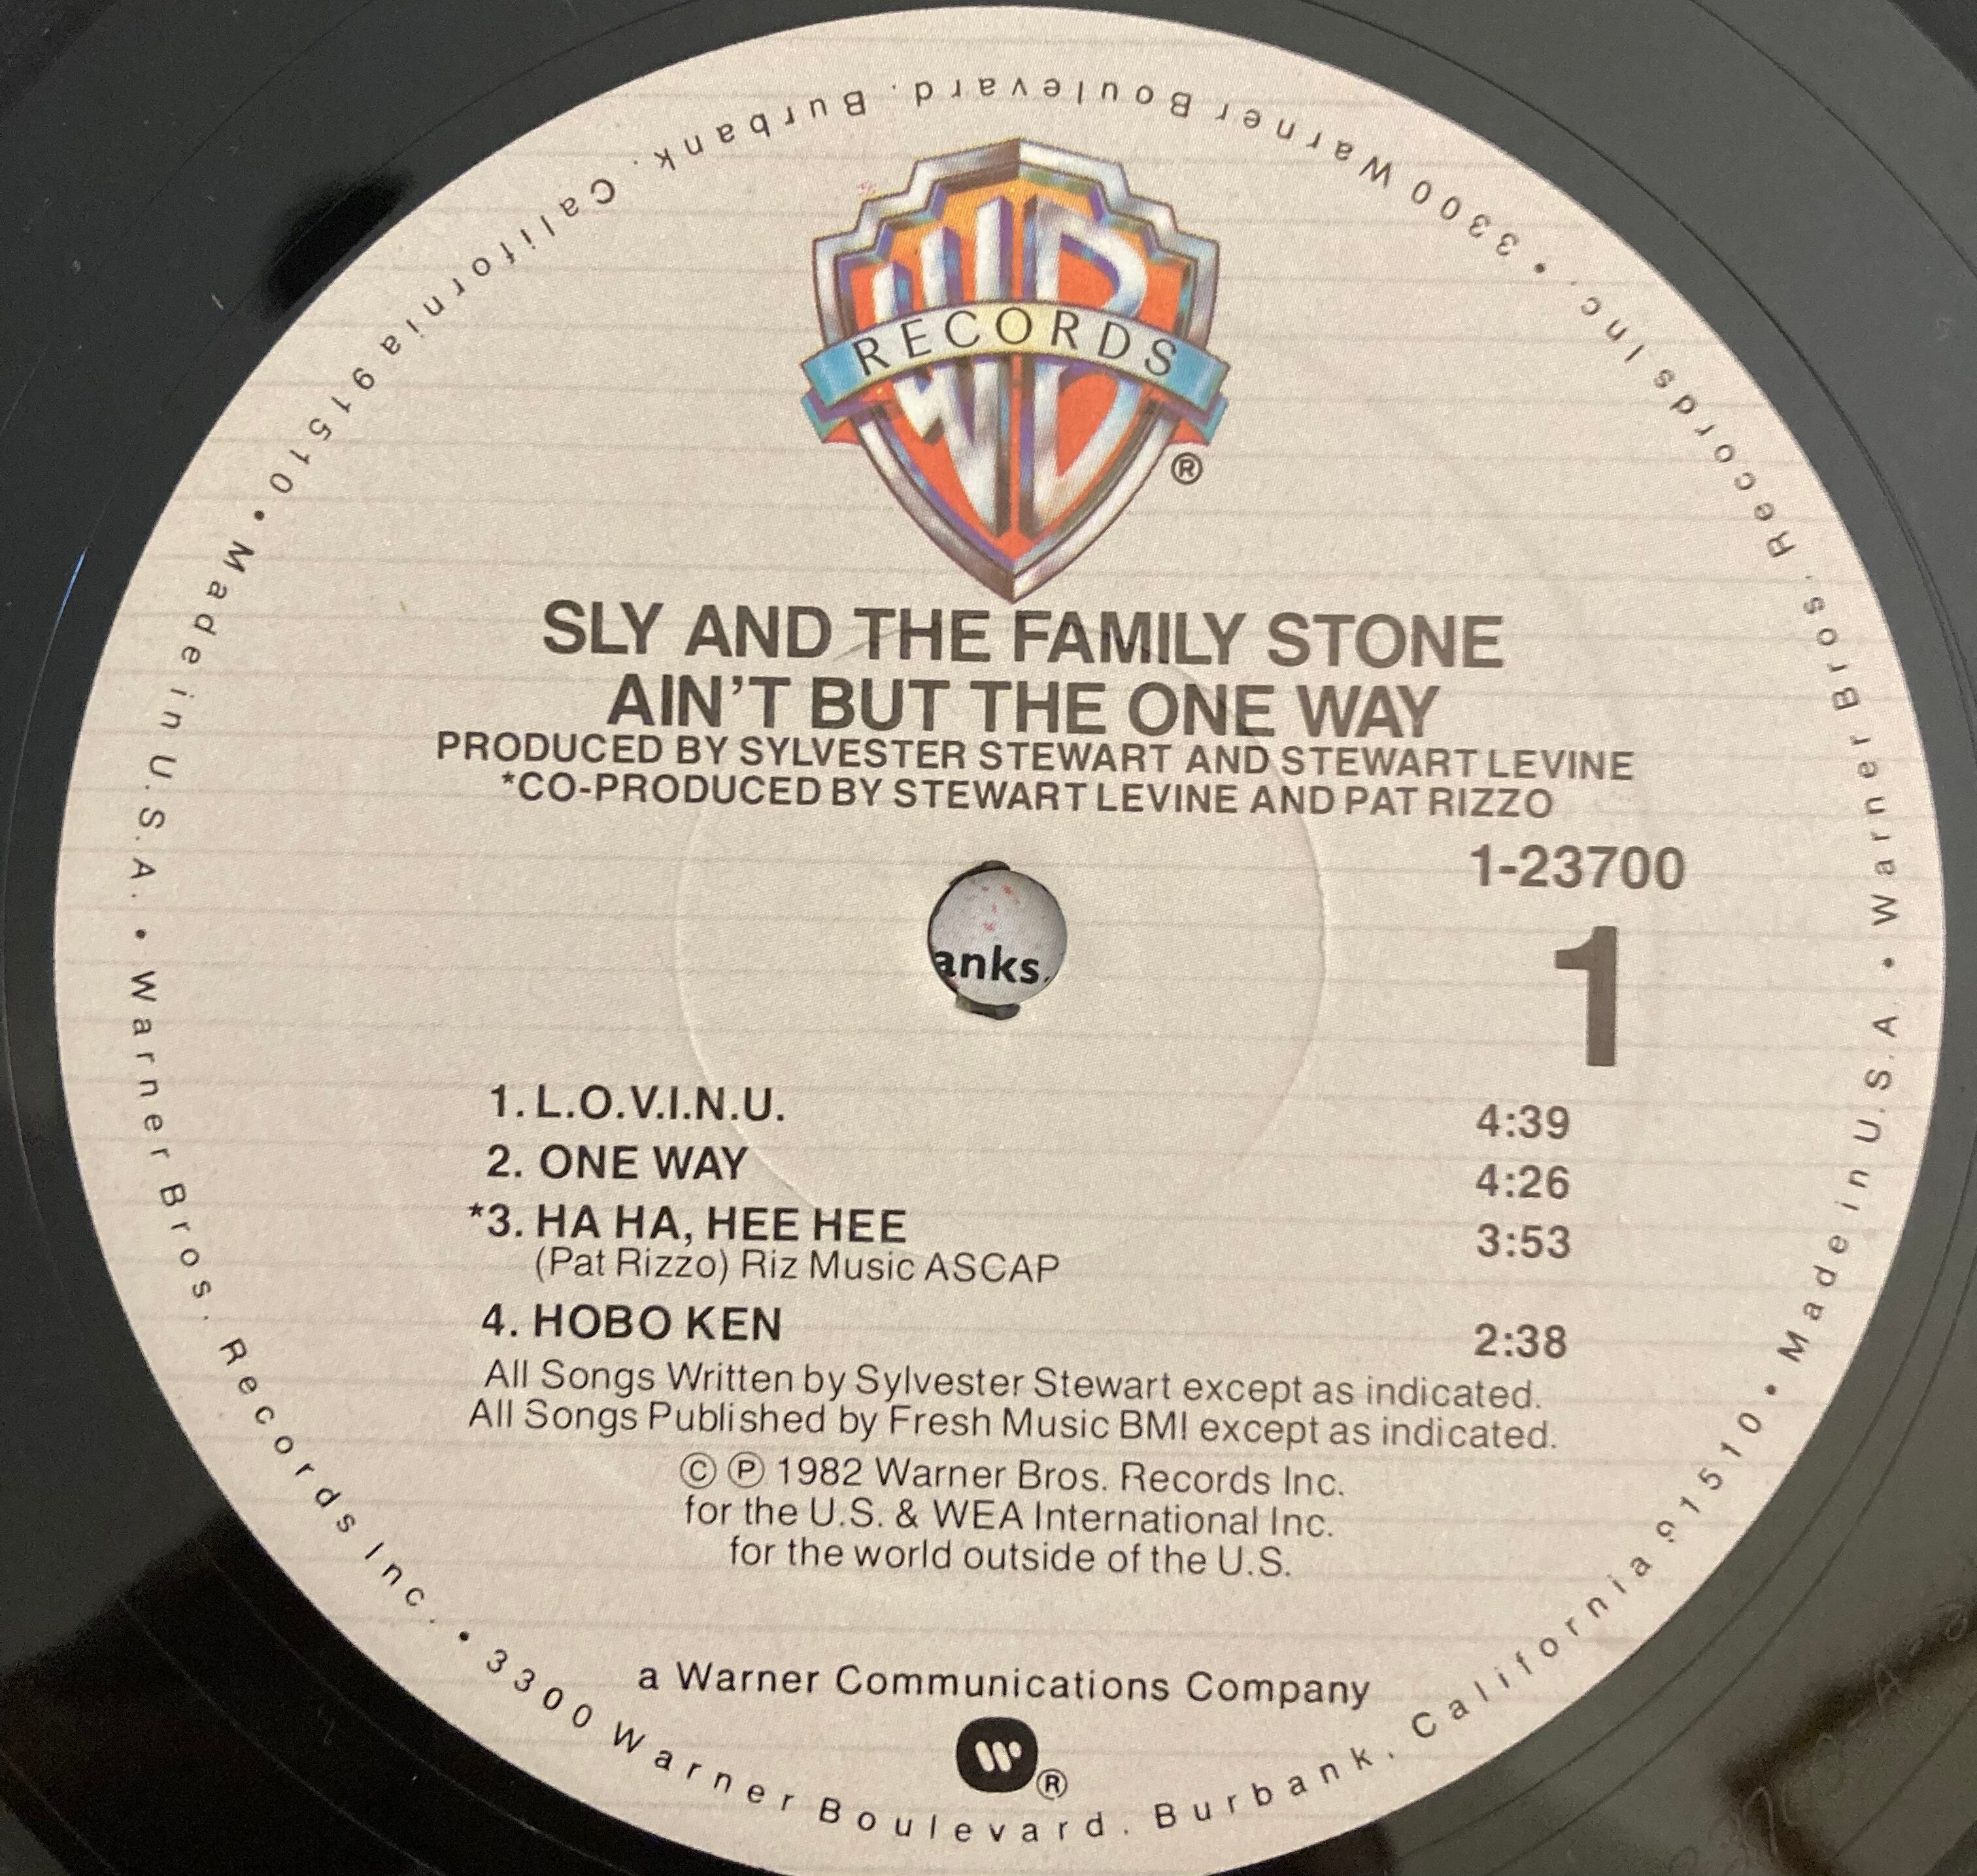 RECORDS
®
SLY AND THE FAMILY STONE
AIN'T BUT THE ONE WAY
PRODUCED BY SYLVESTER STEWART AND STEWART LEVINE
*CO-PRODUCED BY STEWART LEVINE AND PAT RIZZO
1-23700
1
anks.
1. L.O.V.I.N.U. 4:39
2. ONE WAY 4:26
*3. HA HA, HEE HEE 3:53
(Pat Rizzo) Riz Music ASCAP
4. HOBO KEN 2:38
All Songs Written by Sylvester Stewart except as indicated.
All Songs Published by Fresh Music BMI except as indicated.
© ℗ 1982 Warner Bros. Records Inc.
for the U.S. & WEA International Inc.
for the world outside of the U.S.
a Warner Communications Company
®
Warner Bros. Records Inc. • 3300 Warner Boulevard. Burbank. California 91510 • Made in U.S.A. •
Warner Bros. Records Inc. • 3300 Warner Boulevard. Burbank. California 91510 • Made in U.S.A. •